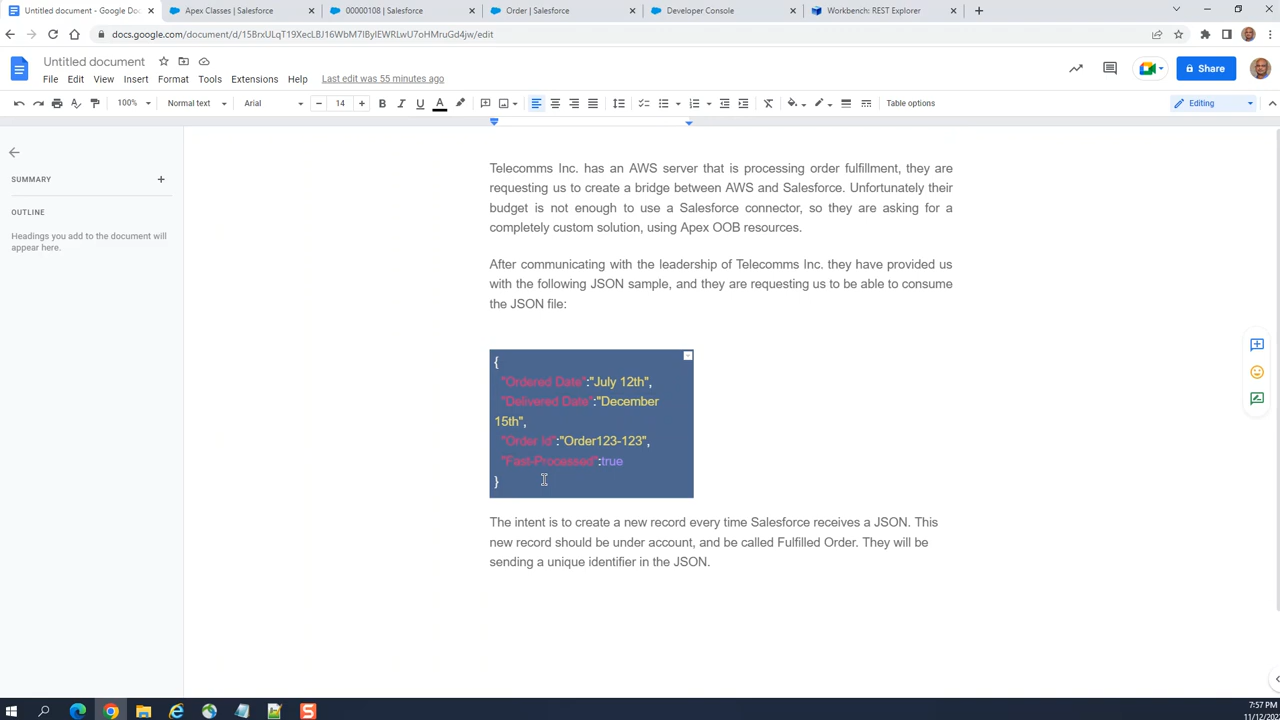 Untitled document - Google Doc
Apex Classes | Salesforce
00000108 | Salesforce
Order | Salesforce
Developer Console
Workbench: REST Explorer
docs.google.com/document/d/15BrxULqT19XecLBJ16WbM7lByIEWRLwU7oHMruGd4jw/edit
Untitled document
File Edit View Insert Format Tools Extensions Help Last edit was 55 minutes ago
Share
100% Normal text Arial 14 B I U A Table options Editing
SUMMARY
OUTLINE
Headings you add to the document will
appear here.
Telecomms Inc. has an AWS server that is processing order fulfillment, they are
requesting us to create a bridge between AWS and Salesforce. Unfortunately their
budget is not enough to use a Salesforce connector, so they are asking for a
completely custom solution, using Apex OOB resources.
After communicating with the leadership of Telecomms Inc. they have provided us
with the following JSON sample, and they are requesting us to be able to consume
the JSON file:
{
"Ordered Date":"July 12th",
"Delivered Date":"December
15th",
"Order Id":"Order123-123",
"Fast-Processed":true
}
The intent is to create a new record every time Salesforce receives a JSON. This
new record should be under account, and be called Fulfilled Order. They will be
sending a unique identifier in the JSON.
7:57 PM